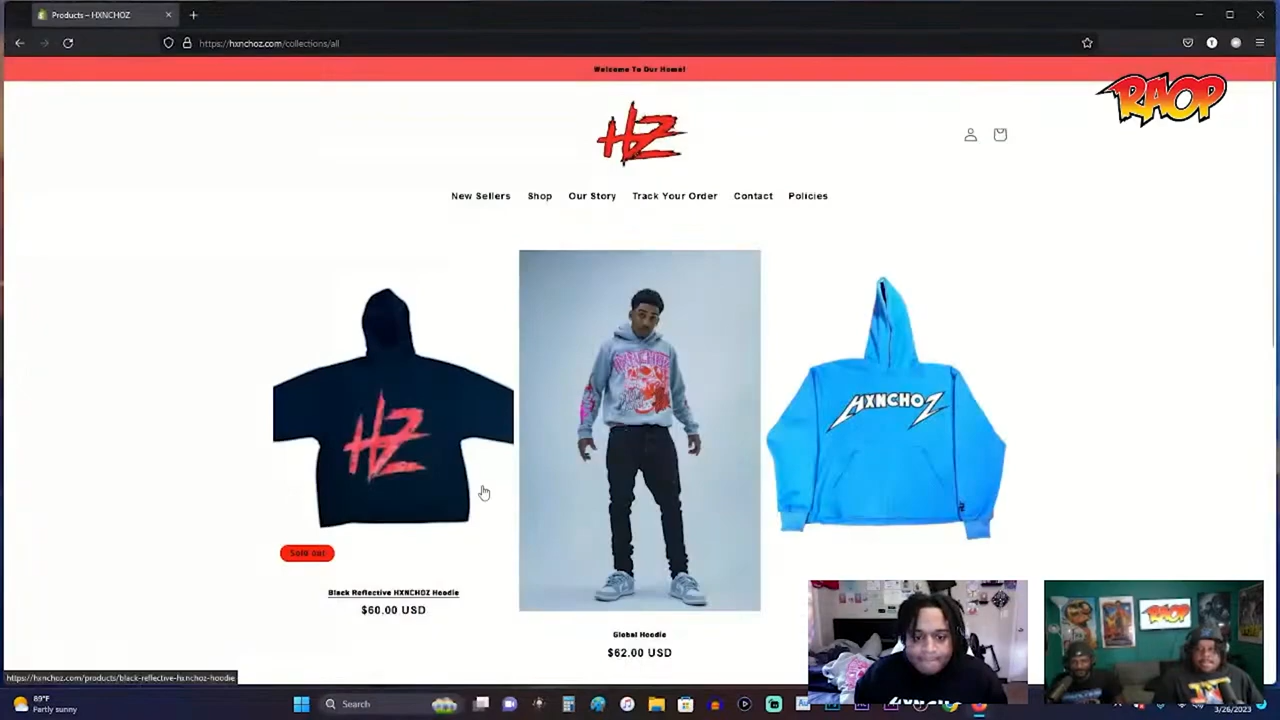 Products – HXNCHOZ
https://hxnchoz.com/collections/all
Welcome To Our Home!
RAOP
HZ
New Sellers Shop Our Story Track Your Order Contact Policies
HZ
HXNCHOZ
Sold out
Black Reflective HXNCHOZ Hoodie
$60.00 USD
Global Hoodie
$62.00 USD
RAOP
https://hxnchoz.com/products/black-reflective-hxnchoz-hoodie
89°F
Partly sunny
Search
3/26/2023